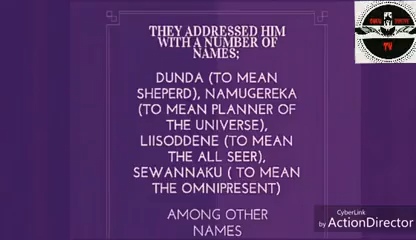 THEY ADDRESSED HIM
WITH A NUMBER OF
NAMES;
DUNDA (TO MEAN
SHEPERD), NAMUGEREKA
(TO MEAN PLANNER OF
THE UNIVERSE),
LIISODDENE (TO MEAN
THE ALL SEER),
SEWANNAKU ( TO MEAN
THE OMNIPRESENT)
AMONG OTHER
NAMES
TV
CyberLink
by ActionDirector